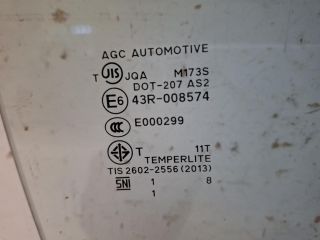 AGC AUTOMOTIVE
T JIS JQA M173S
DOT-207 AS2
E6 43R-008574
CCC E000299
T 11T
TEMPERLITE
TIS 2602-2556 (2013)
SNI 1 8
1